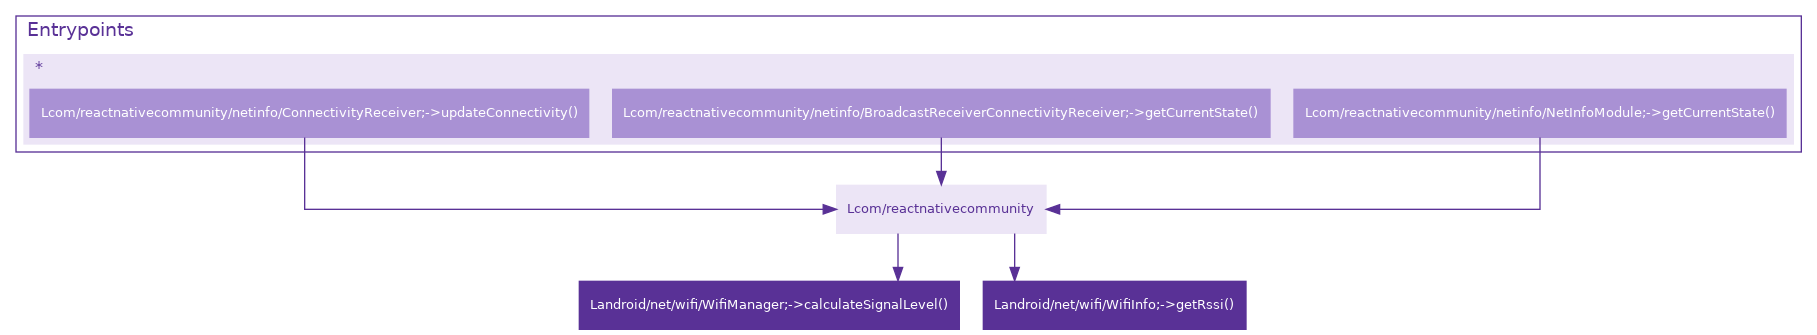 Entrypoints
*
Lcom/reactnativecommunity/netinfo/ConnectivityReceiver;->updateConnectivity()
Lcom/reactnativecommunity/netinfo/BroadcastReceiverConnectivityReceiver;->getCurrentState()
Lcom/reactnativecommunity/netinfo/NetInfoModule;->getCurrentState()
Lcom/reactnativecommunity
Landroid/net/wifi/WifiManager;->calculateSignalLevel()
Landroid/net/wifi/WifiInfo;->getRssi()